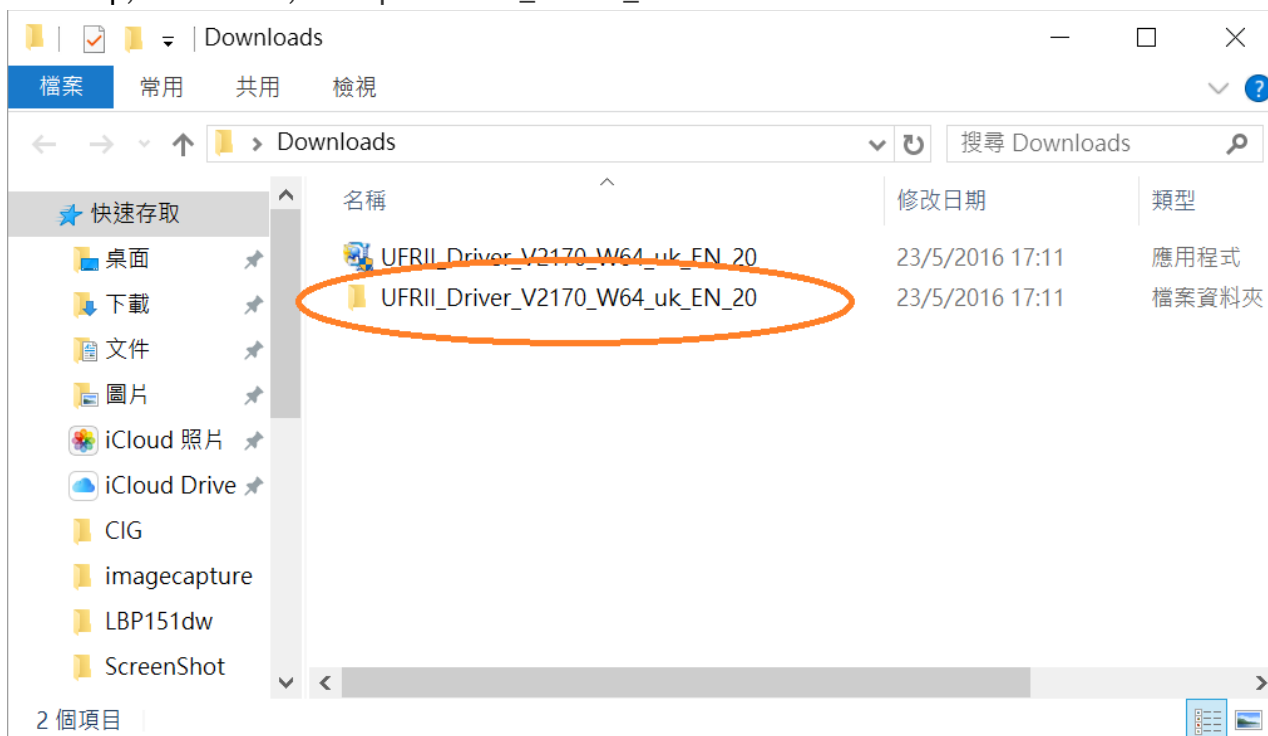 Downloads
檔案 常用 共用 檢視 ?
Downloads 搜尋 Downloads
名稱 修改日期 類型
快速存取
桌面
下載
文件
圖片
iCloud 照片
iCloud Drive
CIG
imagecapture
LBP151dw
ScreenShot
UFRII_Driver_V2170_W64_uk_EN_20 23/5/2016 17:11 應用程式
UFRII_Driver_V2170_W64_uk_EN_20 23/5/2016 17:11 檔案資料夾
2 個項目